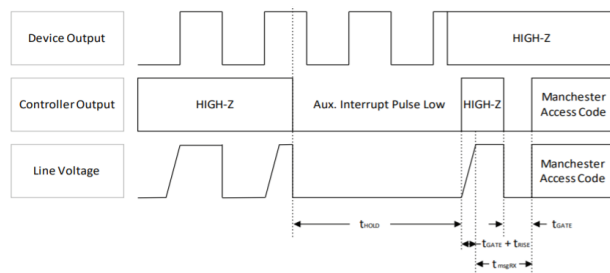 Device Output
HIGH-Z
Controller Output
HIGH-Z
Aux. Interrupt Pulse Low
HIGH-Z
Manchester
Access Code
Line Voltage
Manchester
Access Code
tHOLD
tGATE
tGATE + tRISE
tmsgRX